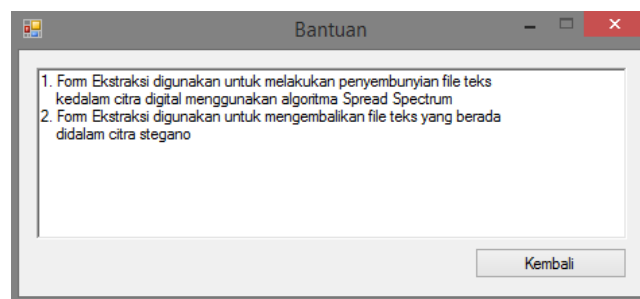 Bantuan
1. Form Ekstraksi digunakan untuk melakukan penyembunyian file teks
kedalam citra digital menggunakan algoritma Spread Spectrum
2. Form Ekstraksi digunakan untuk mengembalikan file teks yang berada
didalam citra stegano
Kembali